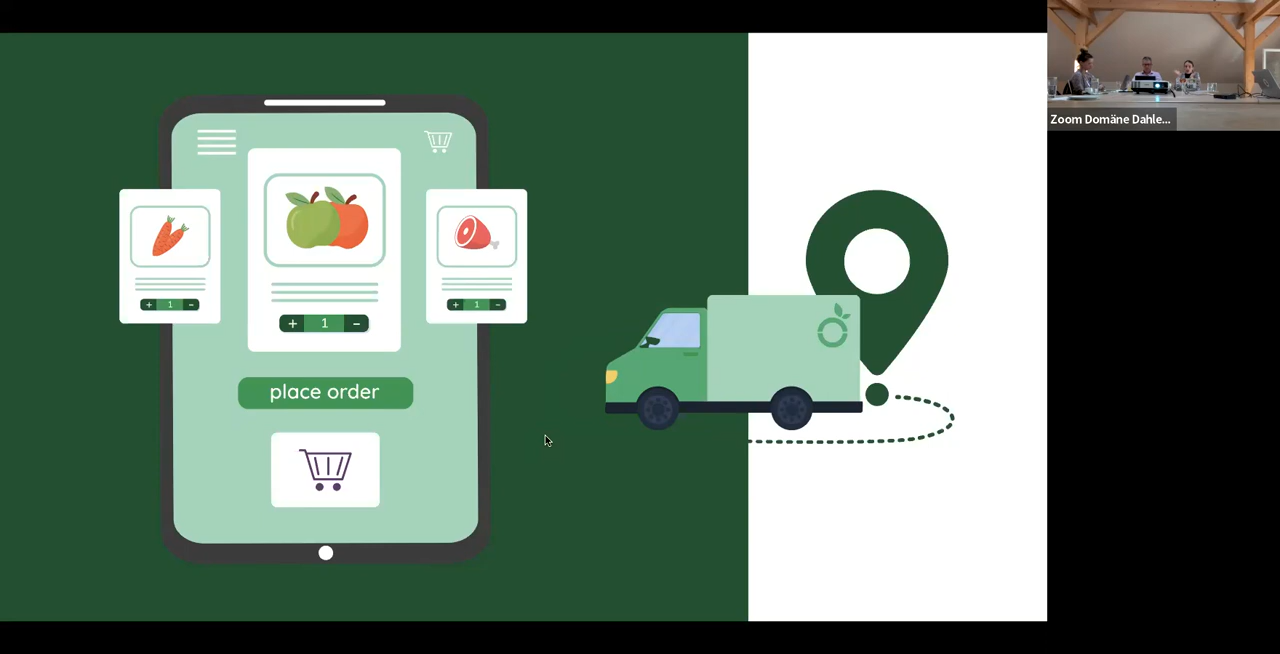 Zoom Domäne Dahle...
+ 1 -
+ 1 -
+ 1 -
place order